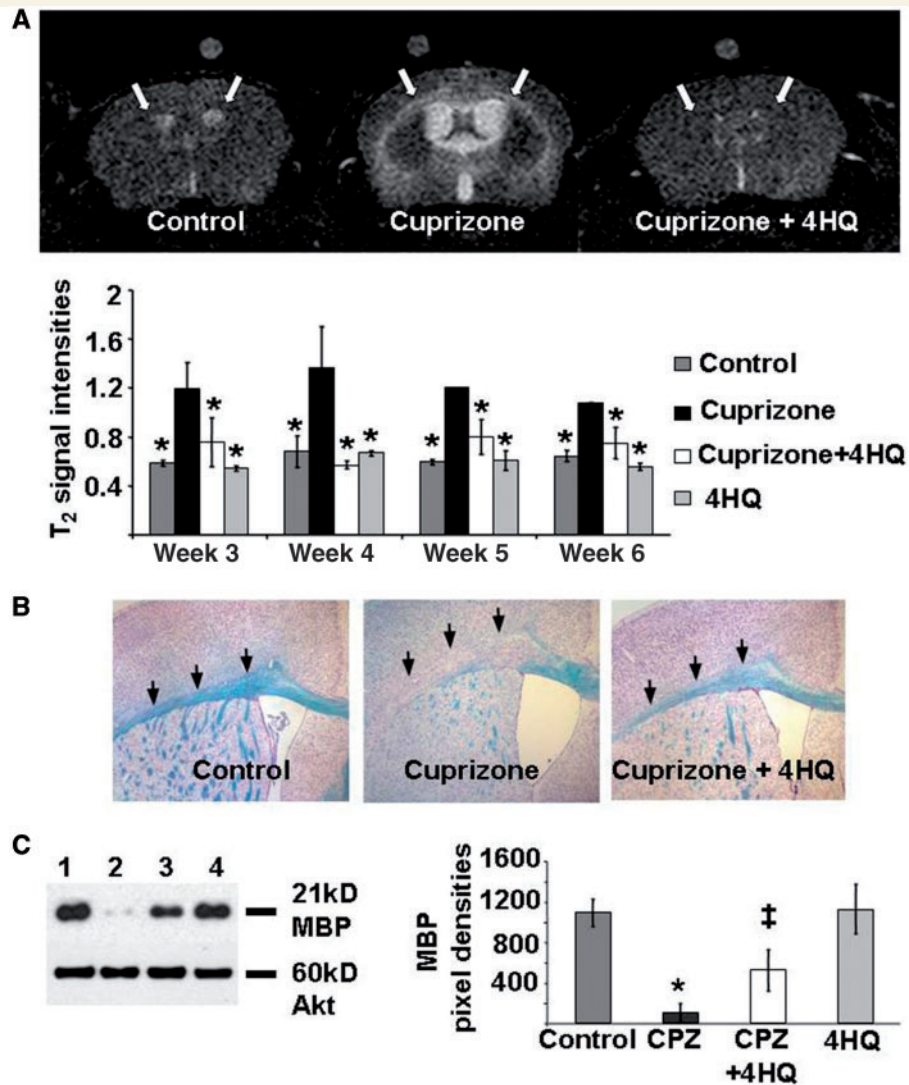 A
Control
Cuprizone
Cuprizone + 4HQ
T2 signal intensities
2
1.6
1.2
0.8
0.4
* * * * * * * * * * * *
Week 3
Week 4
Week 5
Week 6
Control
Cuprizone
Cuprizone+4HQ
4HQ
B
Control
Cuprizone
Cuprizone + 4HQ
C
1 2 3 4
21kD
MBP
60kD
Akt
MBP
pixel densities
1600
1200
800
400
*
‡
Control
CPZ
CPZ
+4HQ
4HQ